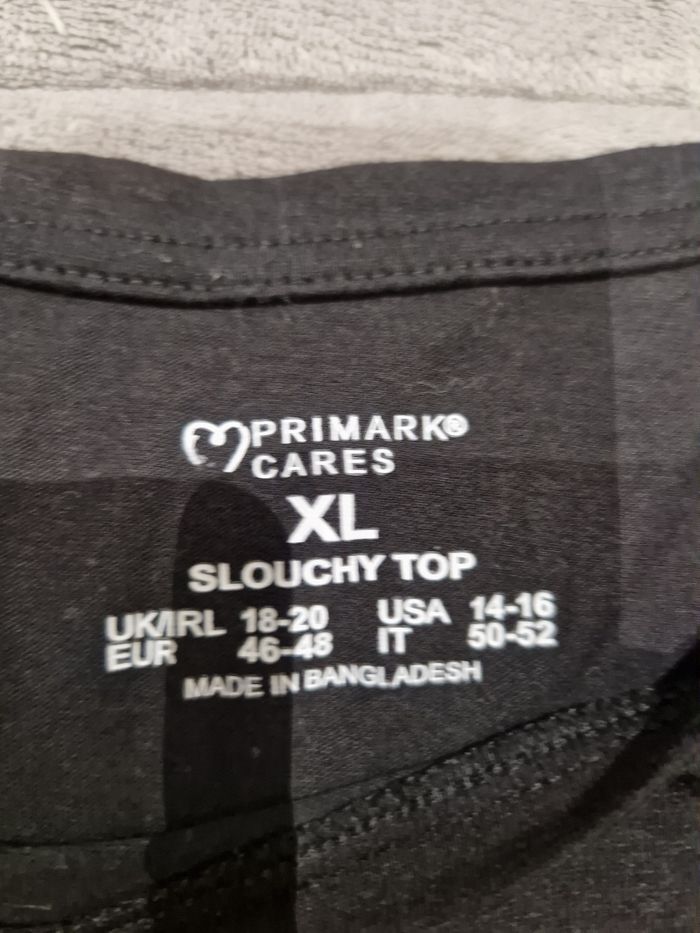 PRIMARK®
CARES
XL
SLOUCHY TOP
UK/IRL 18-20 USA 14-16
EUR 46-48 IT 50-52
MADE IN BANGLADESH